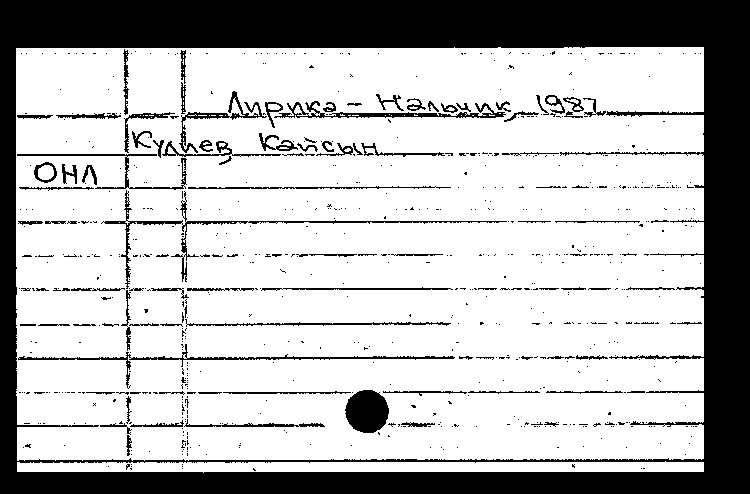 Лирика - Нальчик, 1987
Кулиев Кайсын
ОНЛ